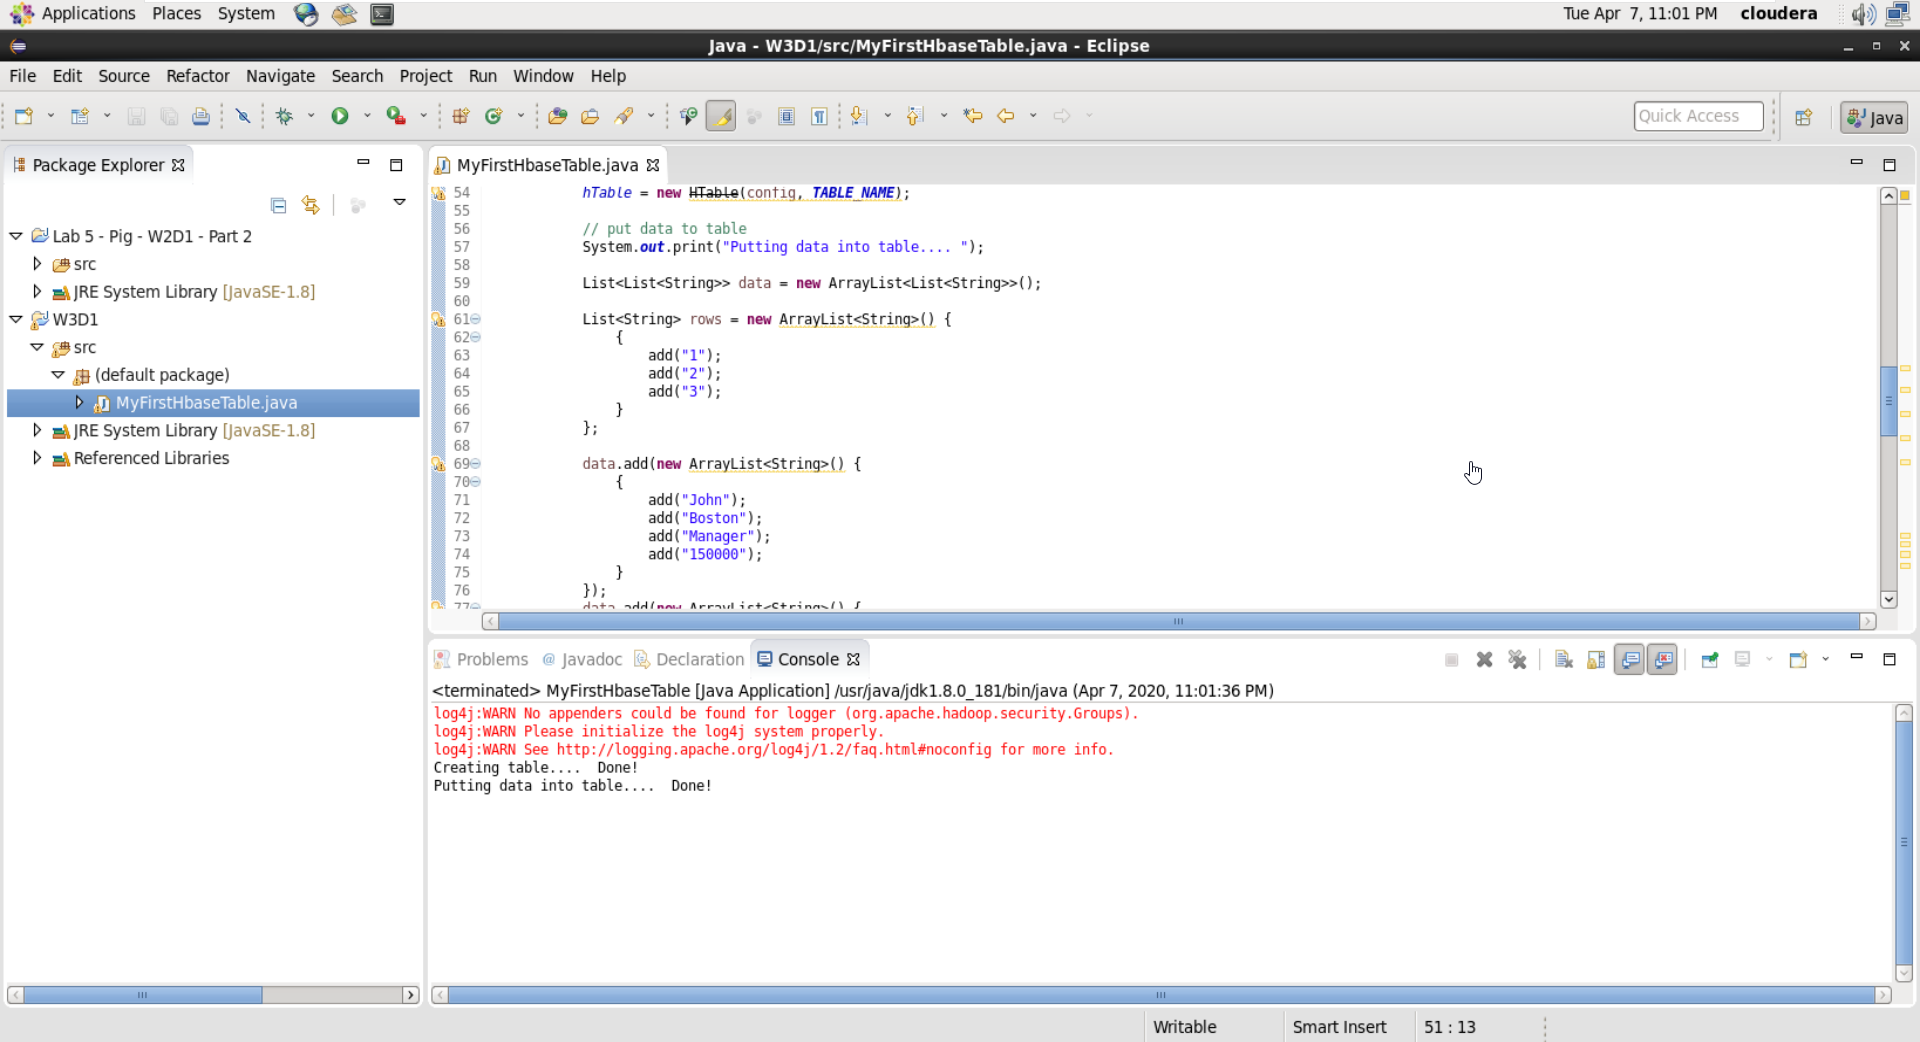 Applications Places System Tue Apr 7, 11:01 PM cloudera
Java - W3D1/src/MyFirstHbaseTable.java - Eclipse
File Edit Source Refactor Navigate Search Project Run Window Help
Quick Access Java
Package Explorer
Lab 5 - Pig - W2D1 - Part 2
src
JRE System Library [JavaSE-1.8]
W3D1
src
(default package)
MyFirstHbaseTable.java
JRE System Library [JavaSE-1.8]
Referenced Libraries
MyFirstHbaseTable.java
54 hTable = new HTable(config, TABLE_NAME);
55
56 // put data to table
57 System.out.print("Putting data into table.... ");
58
59 List<List<String>> data = new ArrayList<List<String>>();
60
61 List<String> rows = new ArrayList<String>() {
62 {
63 add("1");
64 add("2");
65 add("3");
66 }
67 };
68
69 data.add(new ArrayList<String>() {
70 {
71 add("John");
72 add("Boston");
73 add("Manager");
74 add("150000");
75 }
76 });
77 data.add(new ArrayList<String>() {
Problems @ Javadoc Declaration Console
<terminated> MyFirstHbaseTable [Java Application] /usr/java/jdk1.8.0_181/bin/java (Apr 7, 2020, 11:01:36 PM)
log4j:WARN No appenders could be found for logger (org.apache.hadoop.security.Groups).
log4j:WARN Please initialize the log4j system properly.
log4j:WARN See http://logging.apache.org/log4j/1.2/faq.html#noconfig for more info.
Creating table.... Done!
Putting data into table.... Done!
Writable Smart Insert 51 : 13